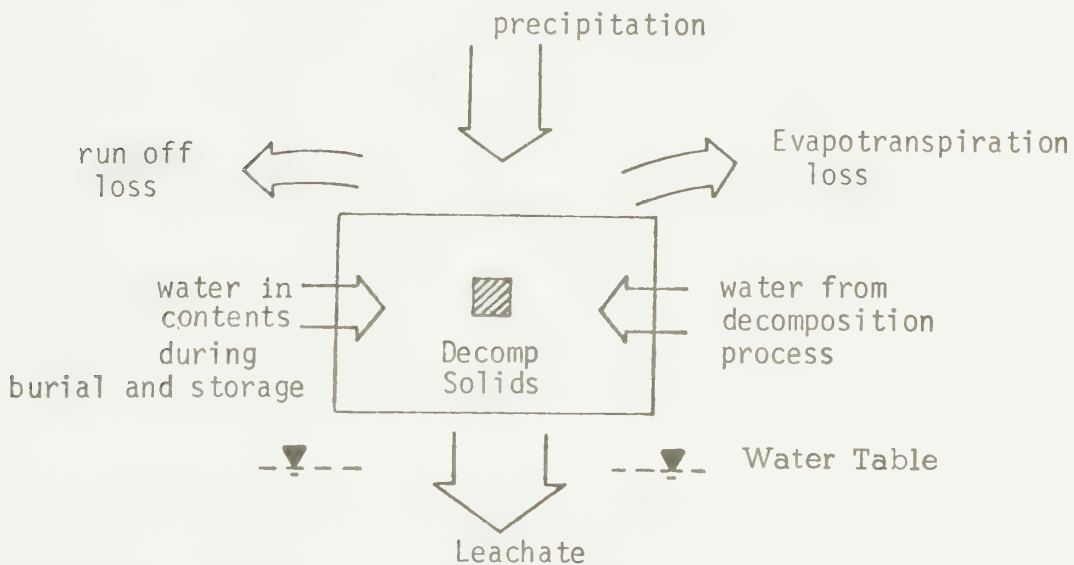 precipitation
run off
loss
Evapotranspiration
loss
water in
contents
during
burial and storage
Decomp
Solids
water from
decomposition
process
Water Table
Leachate